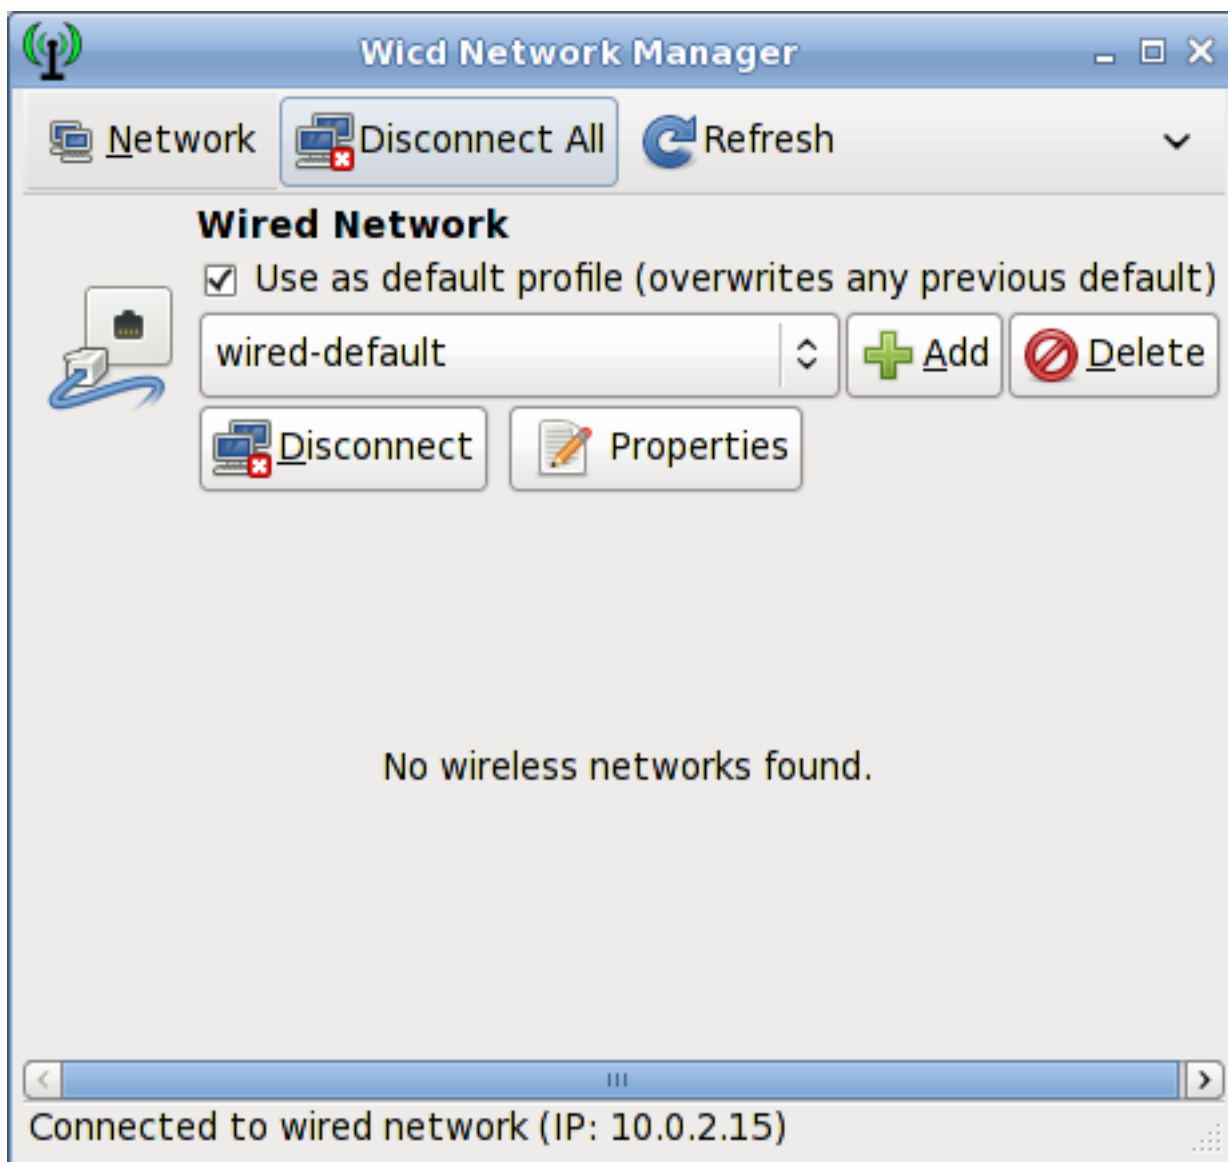 Wicd Network Manager
Network Disconnect All Refresh
Wired Network
Use as default profile (overwrites any previous default)
wired-default Add Delete
Disconnect Properties
No wireless networks found.
Connected to wired network (IP: 10.0.2.15)